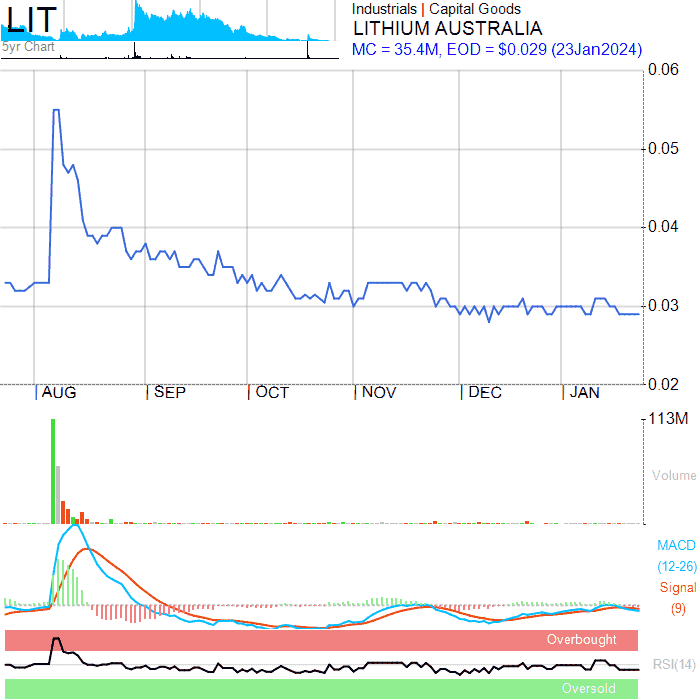 LIT
5yr Chart
Industrials | Capital Goods
LITHIUM AUSTRALIA
MC = 35.4M, EOD = $0.029 (23Jan2024)
0.06
0.05
0.04
0.03
0.02
AUG SEP OCT NOV DEC JAN
113M
Volume
MACD
(12-26)
Signal
(9)
Overbought
RSI(14)
Oversold